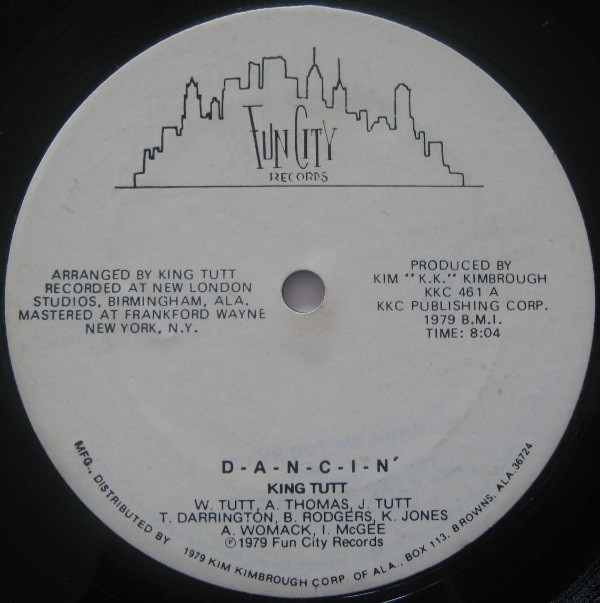 FUN CITY
RECORDS
ARRANGED BY KING TUTT
RECORDED AT NEW LONDON
STUDIOS, BIRMINGHAM, ALA.
MASTERED AT FRANKFORD WAYNE
NEW YORK, N.Y.
PRODUCED BY
KIM "K.K." KIMBROUGH
KKC 461 A
KKC PUBLISHING CORP.
1979 B.M.I.
TIME: 8:04
D-A-N-C-I-N'
KING TUTT
W. TUTT, A. THOMAS, J. TUTT
T. DARRINGTON, B. RODGERS, K. JONES
A. WOMACK, I. McGEE
℗1979 Fun City Records
MFG., DISTRIBUTED BY 1979 KIM KIMBROUGH CORP. OF ALA., BOX 113, BROWNS, ALA. 36724